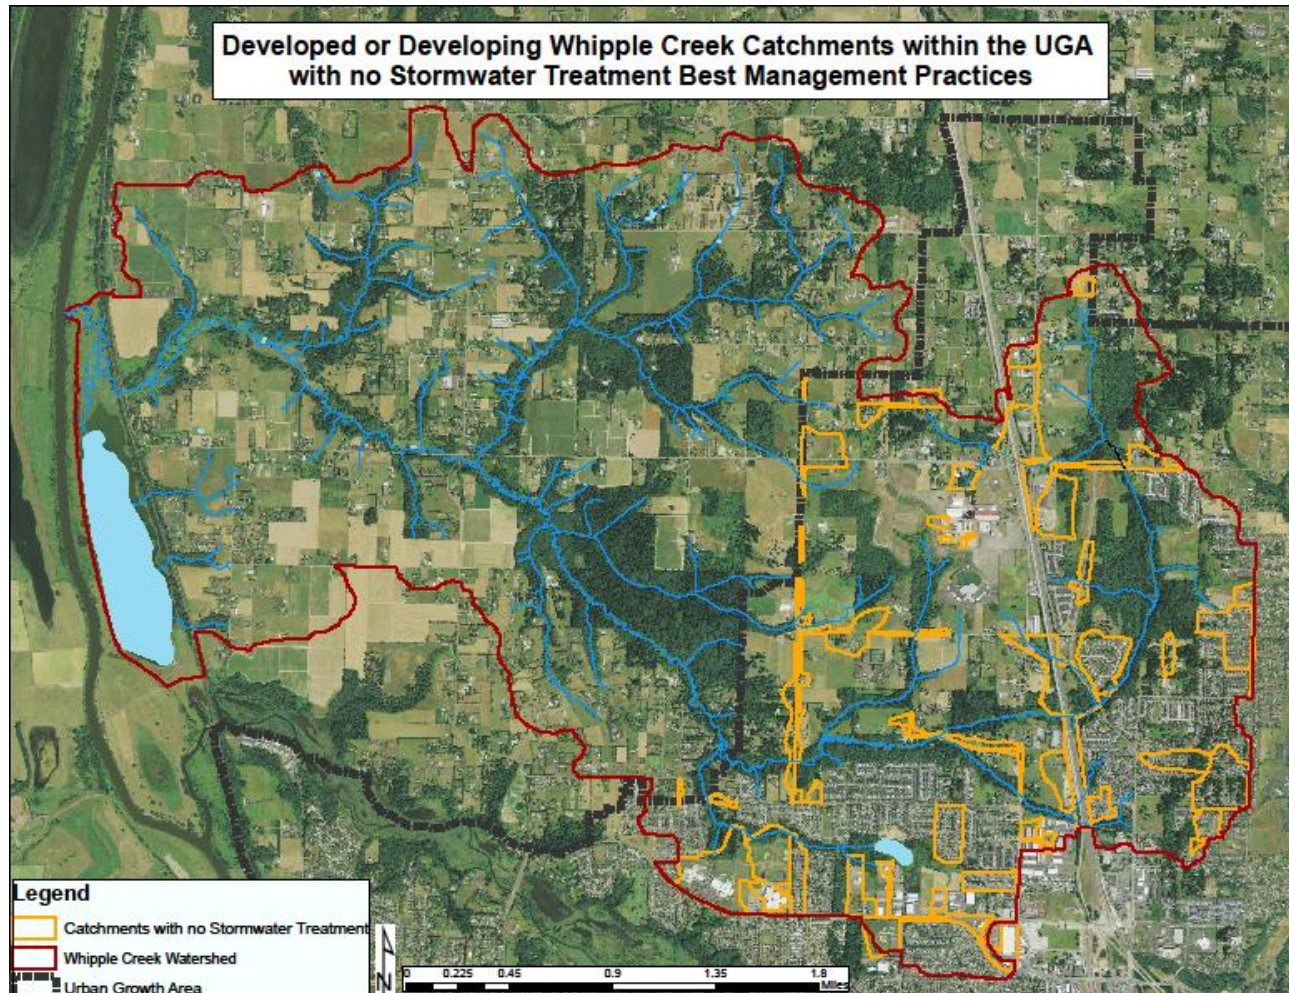 Developed or Developing Whipple Creek Catchments within the UGA
with no Stormwater Treatment Best Management Practices
Legend
Catchments with no Stormwater Treatment
Whipple Creek Watershed
Urban Growth Area
N
0 0.225 0.45 0.9 1.35 1.8
Miles